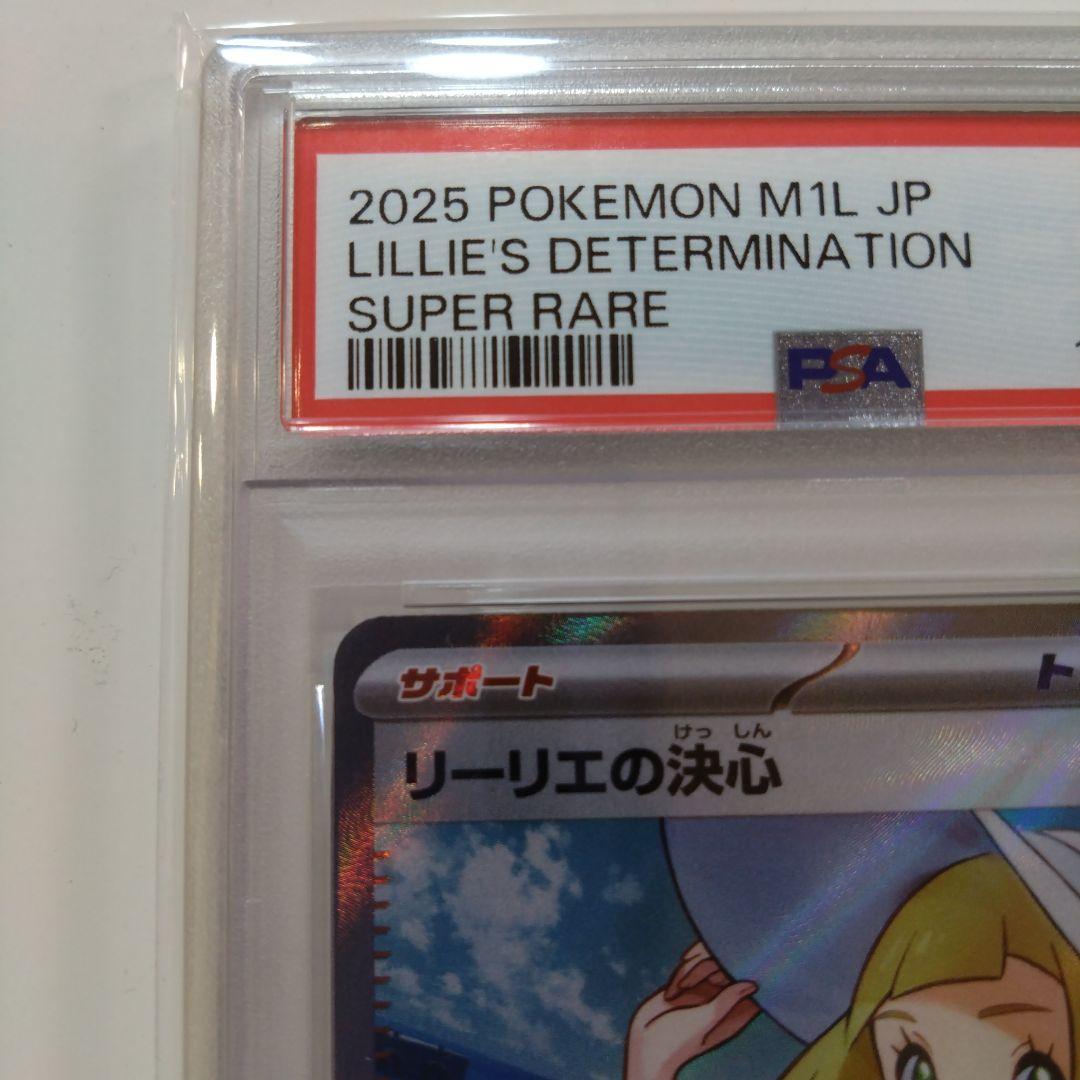 2025 POKEMON M1L JP
LILLIE'S DETERMINATION
SUPER RARE
PSA
サポート
ト
けっしん
リーリエの決心